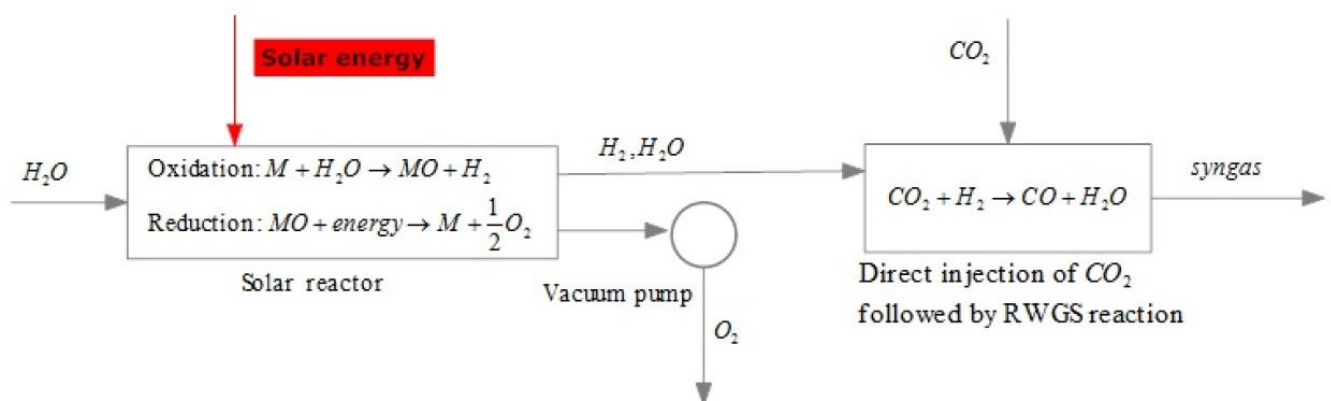 Solar energy
CO₂
H₂O
Oxidation: M + H₂O → MO + H₂
Reduction: MO + energy → M + 1/2 O₂
Solar reactor
H₂, H₂O
Vacuum pump
O₂
CO₂ + H₂ → CO + H₂O
syngas
Direct injection of CO₂
followed by RWGS reaction